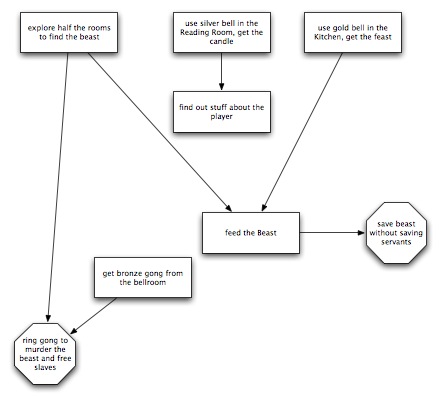 explore half the rooms
to find the beast
use silver bell in the
Reading Room, get the
candle
use gold bell in the
Kitchen, get the feast
find out stuff about the
player
feed the Beast
save beast
without saving
servants
get bronze gong from
the bellroom
ring gong to
murder the
beast and free
slaves